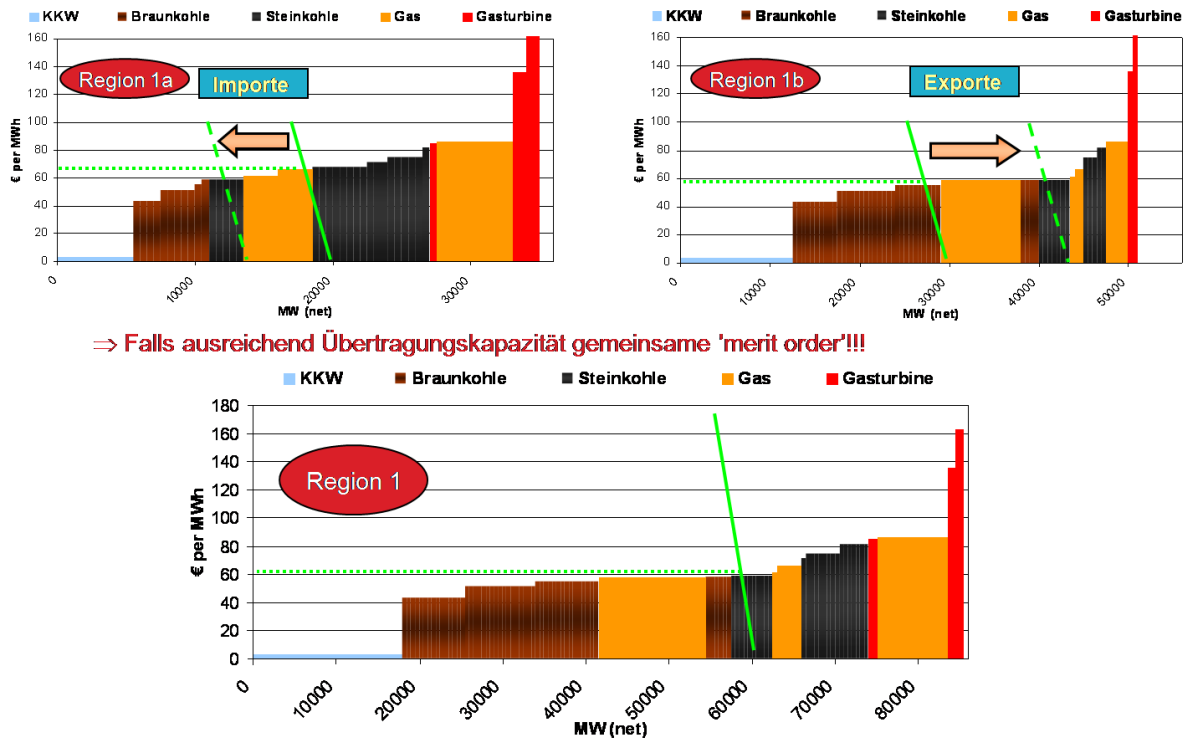 KKW Braunkohle Steinkohle Gas Gasturbine
€ per MWh
160
140
120
100
80
60
40
20
0
Region 1a
Importe
0 10000 20000 30000
MW (net)
KKW Braunkohle Steinkohle Gas Gasturbine
€ per MWh
160
140
120
100
80
60
40
20
0
Region 1b
Exporte
0 10000 20000 30000 40000 50000
MW (net)
⇒ Falls ausreichend Übertragungskapazität gemeinsame 'merit order'!!!
KKW Braunkohle Steinkohle Gas Gasturbine
€ per MWh
180
160
140
120
100
80
60
40
20
0
Region 1
0 10000 20000 30000 40000 50000 60000 70000 80000
MW (net)